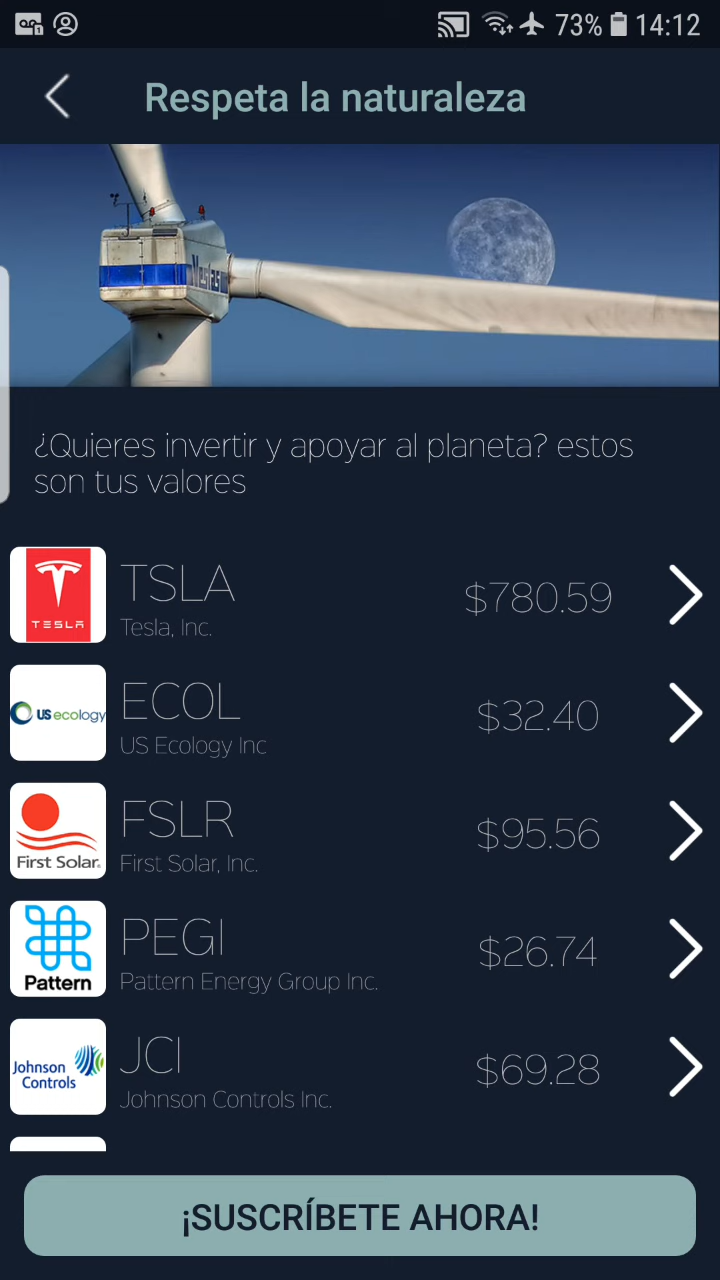 73% 14:12
Respeta la naturaleza
Vestas
¿Quieres invertir y apoyar al planeta? estos
son tus valores
TESLA
TSLA
Tesla, Inc.
$780.59
US ecology
ECOL
US Ecology Inc
$32.40
First Solar.
FSLR
First Solar, Inc.
$95.56
Pattern
PEGI
Pattern Energy Group Inc.
$26.74
Johnson
Controls
JCI
Johnson Controls Inc.
$69.28
¡SUSCRÍBETE AHORA!